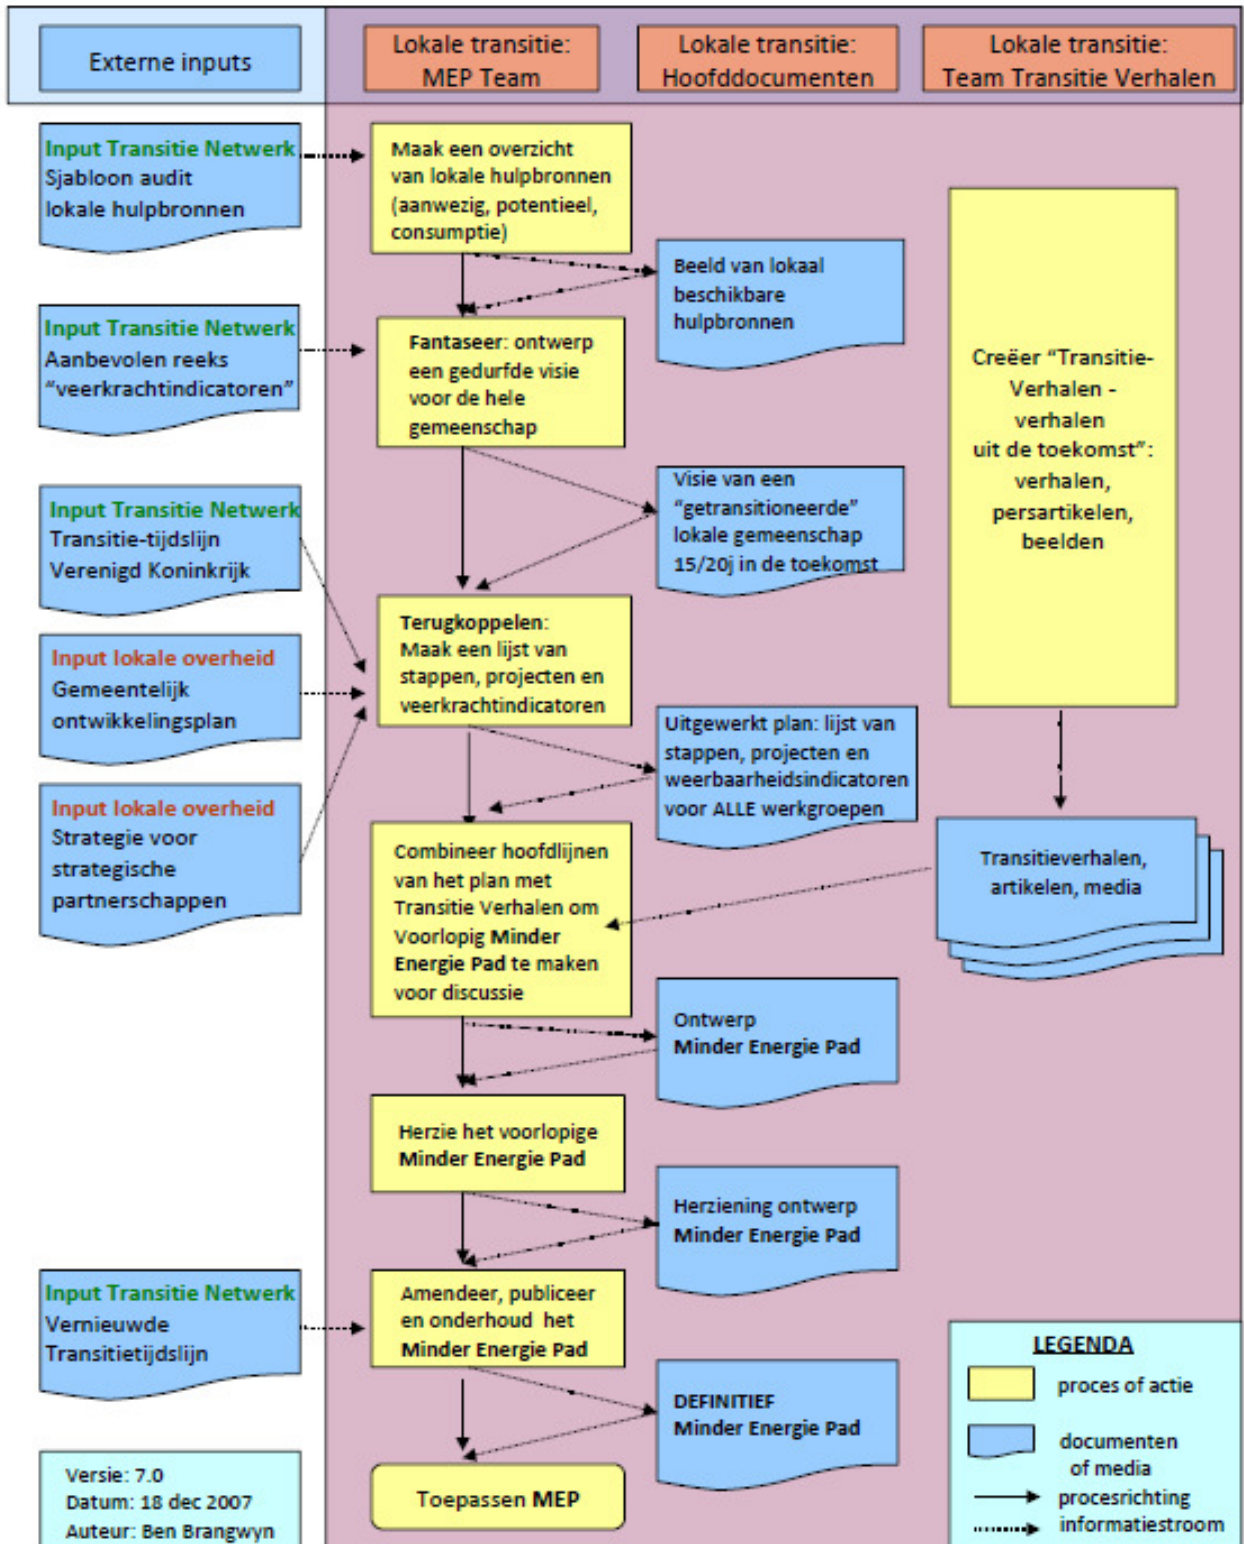 Externe inputs
Lokale transitie:
MEP Team
Lokale transitie:
Hoofddocumenten
Lokale transitie:
Team Transitie Verhalen
Input Transitie Netwerk
Sjabloon audit
lokale hulpbronnen
Maak een overzicht
van lokale hulpbronnen
(aanwezig, potentieel,
consumptie)
Beeld van lokaal
beschikbare
hulpbronnen
Input Transitie Netwerk
Aanbevolen reeks
“veerkrachtindicatoren”
Fantaseer: ontwerp
een gedurfde visie
voor de hele
gemeenschap
Creëer “Transitie-
Verhalen -
verhalen
uit de toekomst”:
verhalen,
persartikelen,
beelden
Visie van een
“getransitioneerde”
lokale gemeenschap
15/20j in de toekomst
Input Transitie Netwerk
Transitie-tijdslijn
Verenigd Koninkrijk
Terugkoppelen:
Maak een lijst van
stappen, projecten en
veerkrachtindicatoren
Input lokale overheid
Gemeentelijk
ontwikkelingsplan
Uitgewerkt plan: lijst van
stappen, projecten en
weerbaarheidsindicatoren
voor ALLE werkgroepen
Input lokale overheid
Strategie voor
strategische
partnerschappen
Combineer hoofdlijnen
van het plan met
Transitie Verhalen om
Voorlopig Minder
Energie Pad te maken
voor discussie
Transitieverhalen,
artikelen, media
Ontwerp
Minder Energie Pad
Herzie het voorlopige
Minder Energie Pad
Herziening ontwerp
Minder Energie Pad
Input Transitie Netwerk
Vernieuwde
Transitietijdslijn
Amendeer, publiceer
en onderhoud het
Minder Energie Pad
DEFINITIEF
Minder Energie Pad
Toepassen MEP
Versie: 7.0
Datum: 18 dec 2007
Auteur: Ben Brangwyn
LEGENDA
proces of actie
documenten
of media
procesrichting
informatiestroom